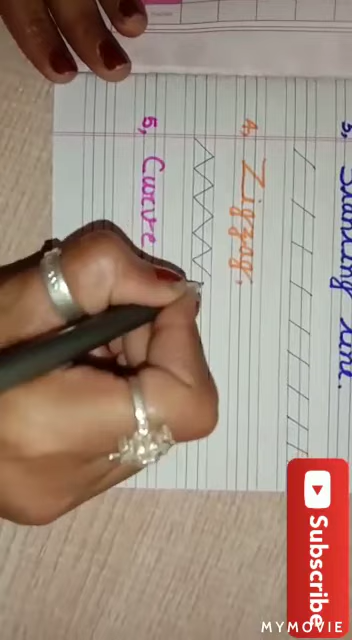 3, Slanting Line.
4, Zigzag.
5, Curve
Subscribe
MYMOVIE